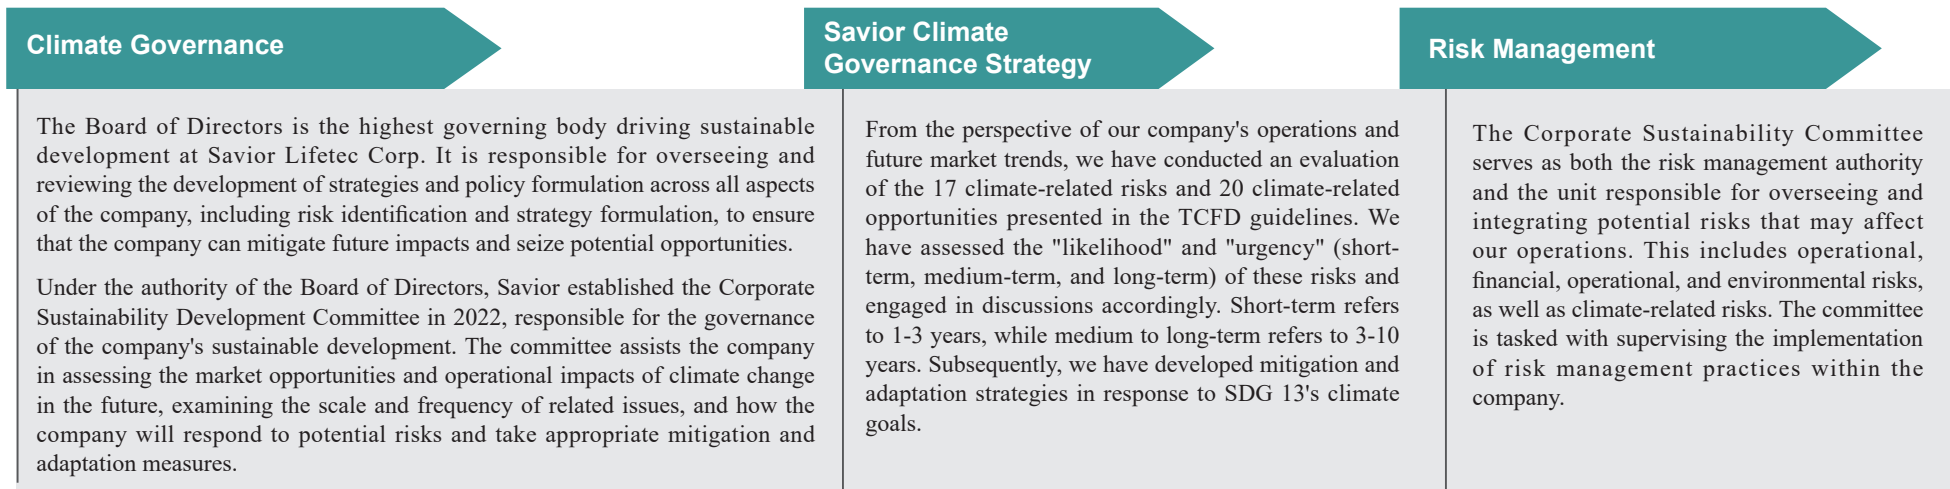 Climate Governance
The Board of Directors is the highest governing body driving sustainable
development at Savior Lifetec Corp. It is responsible for overseeing and
reviewing the development of strategies and policy formulation across all aspects
of the company, including risk identification and strategy formulation, to ensure
that the company can mitigate future impacts and seize potential opportunities.
Under the authority of the Board of Directors, Savior established the Corporate
Sustainability Development Committee in 2022, responsible for the governance
of the company's sustainable development. The committee assists the company
in assessing the market opportunities and operational impacts of climate change
in the future, examining the scale and frequency of related issues, and how the
company will respond to potential risks and take appropriate mitigation and
adaptation measures.
Savior Climate
Governance Strategy
From the perspective of our company's operations and
future market trends, we have conducted an evaluation
of the 17 climate-related risks and 20 climate-related
opportunities presented in the TCFD guidelines. We
have assessed the "likelihood" and "urgency" (short-
term, medium-term, and long-term) of these risks and
engaged in discussions accordingly. Short-term refers
to 1-3 years, while medium to long-term refers to 3-10
years. Subsequently, we have developed mitigation and
adaptation strategies in response to SDG 13's climate
goals.
Risk Management
The Corporate Sustainability Committee
serves as both the risk management authority
and the unit responsible for overseeing and
integrating potential risks that may affect
our operations. This includes operational,
financial, operational, and environmental risks,
as well as climate-related risks. The committee
is tasked with supervising the implementation
of risk management practices within the
company.